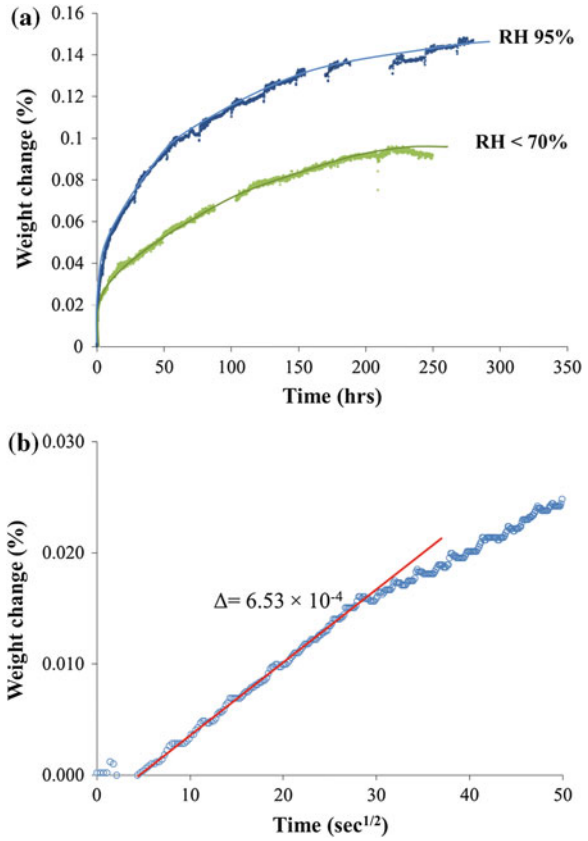 (a)
0.16
0.14
0.12
0.1
0.08
0.06
0.04
0.02
0
Weight change (%)
RH 95%
RH < 70%
0 50 100 150 200 250 300 350
Time (hrs)
(b)
0.030
0.020
0.010
0.000
Weight change (%)
Δ= 6.53 × 10⁻⁴
0 10 20 30 40 50
Time (sec¹/²)